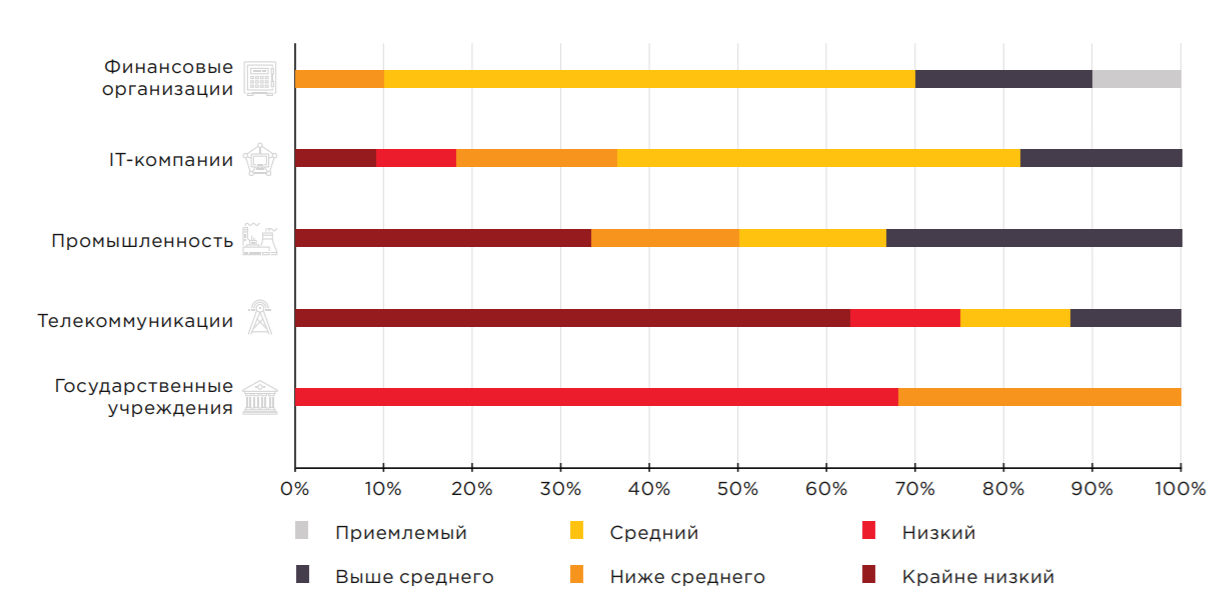 Финансовые
организации
IT-компании
Промышленность
Телекоммуникации
Государственные
учреждения
0% 10% 20% 30% 40% 50% 60% 70% 80% 90% 100%
Приемлемый Средний Низкий
Выше среднего Ниже среднего Крайне низкий